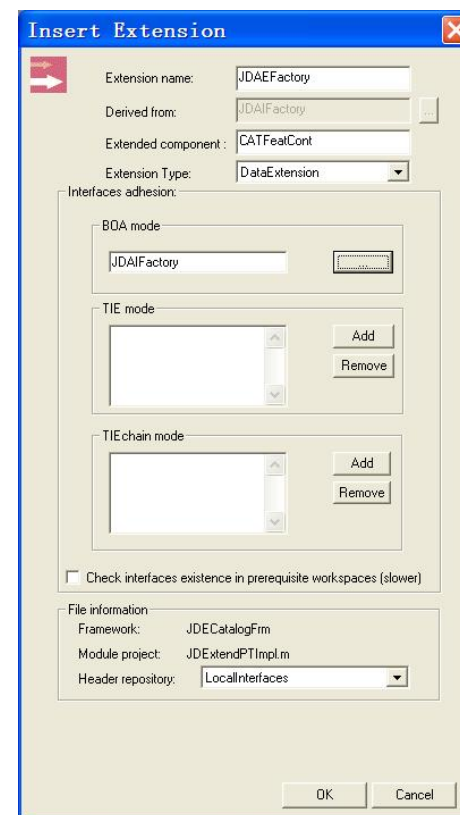 Insert Extension
Extension name: JDAEFactory
Derived from: JDAIFactory ...
Extended component : CATFeatCont
Extension Type: DataExtension
Interfaces adhesion:
BOA mode
JDAIFactory ...
TIE mode
Add
Remove
TIEchain mode
Add
Remove
Check interfaces existence in prerequisite workspaces (slower)
File information
Framework: JDECatalogFrm
Module project: JDExtendPTImpl.m
Header repository: LocalInterfaces
OK Cancel